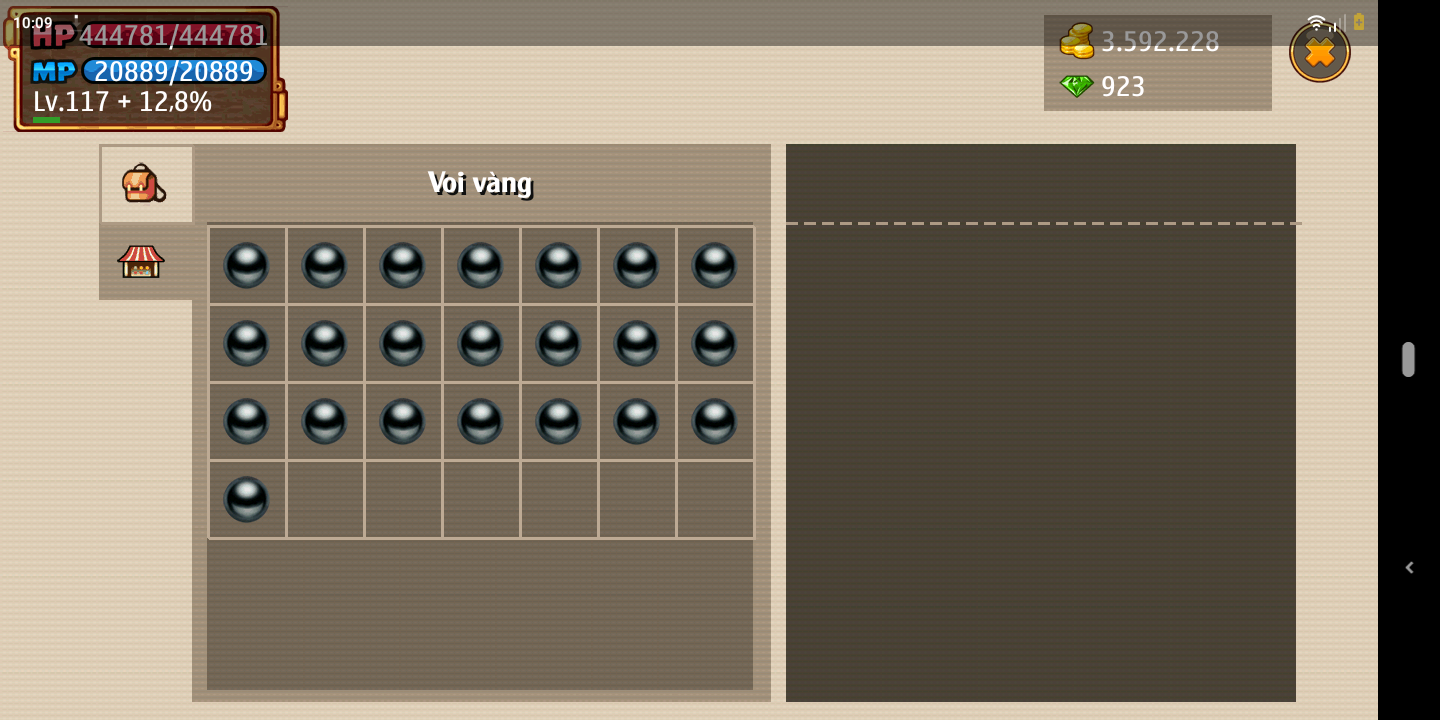 10:09
HP 444781/444781
MP 20889/20889
Lv.117 + 12,8%
3.592.228
923
Voi vàng